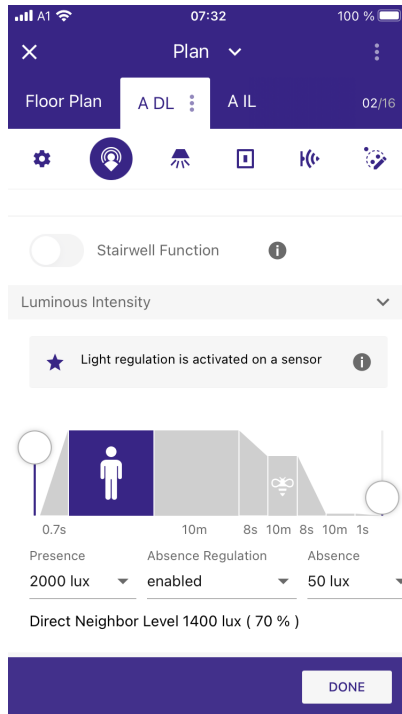 A1 07:32 100 %
Plan
Floor Plan A DL A IL 02/16
Stairwell Function
Luminous Intensity
Light regulation is activated on a sensor
0.7s 10m 8s 10m 8s 10m 1s
Presence Absence Regulation Absence
2000 lux enabled 50 lux
Direct Neighbor Level 1400 lux ( 70 % )
DONE